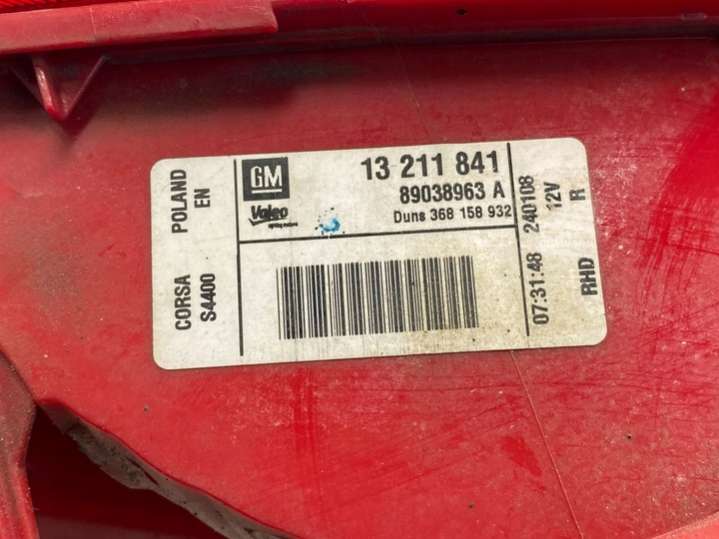 CORSA POLAND
S4400 EN
GM
Valeo
13 211 841
89038963 A
Duns 368 158 932
07:31:48 240108
12V
RHD R